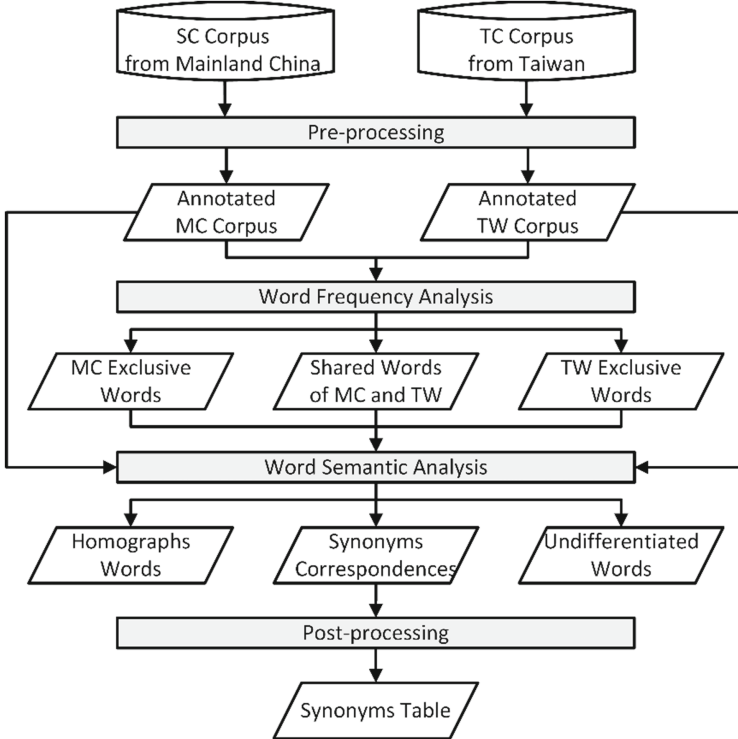 SC Corpus
from Mainland China
TC Corpus
from Taiwan
Pre-processing
Annotated
MC Corpus
Annotated
TW Corpus
Word Frequency Analysis
MC Exclusive
Words
Shared Words
of MC and TW
TW Exclusive
Words
Word Semantic Analysis
Homographs
Words
Synonyms
Correspondences
Undifferentiated
Words
Post-processing
Synonyms Table